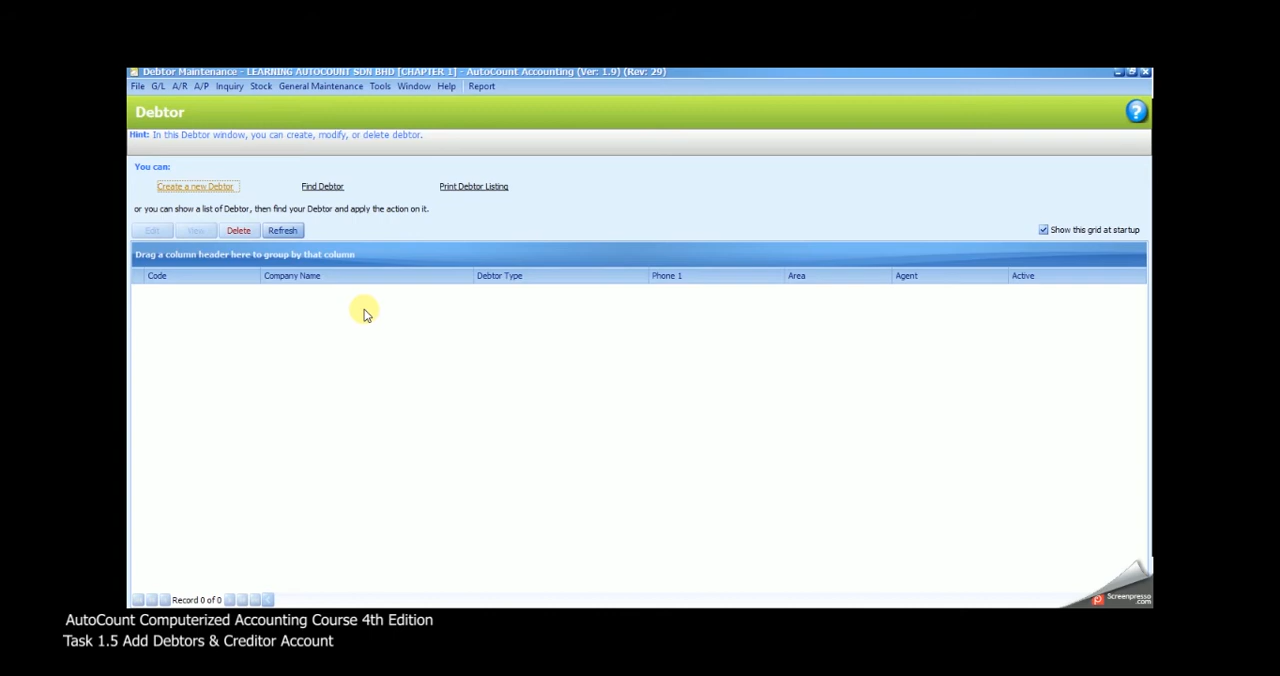 Debtor Maintenance - LEARNING AUTOCOUNT SDN BHD [CHAPTER 1] - AutoCount Accounting (Ver: 1.9) (Rev: 29)
File G/L A/R A/P Inquiry Stock General Maintenance Tools Window Help Report
Debtor
?
Hint: In this Debtor window, you can create, modify, or delete debtor.
You can:
Create a new Debtor Find Debtor Print Debtor Listing
or you can show a list of Debtor, then find your Debtor and apply the action on it.
Edit View Delete Refresh Show this grid at startup
Drag a column header here to group by that column
Code Company Name Debtor Type Phone 1 Area Agent Active
Record 0 of 0
Screenpresso
.com
AutoCount Computerized Accounting Course 4th Edition
Task 1.5 Add Debtors & Creditor Account